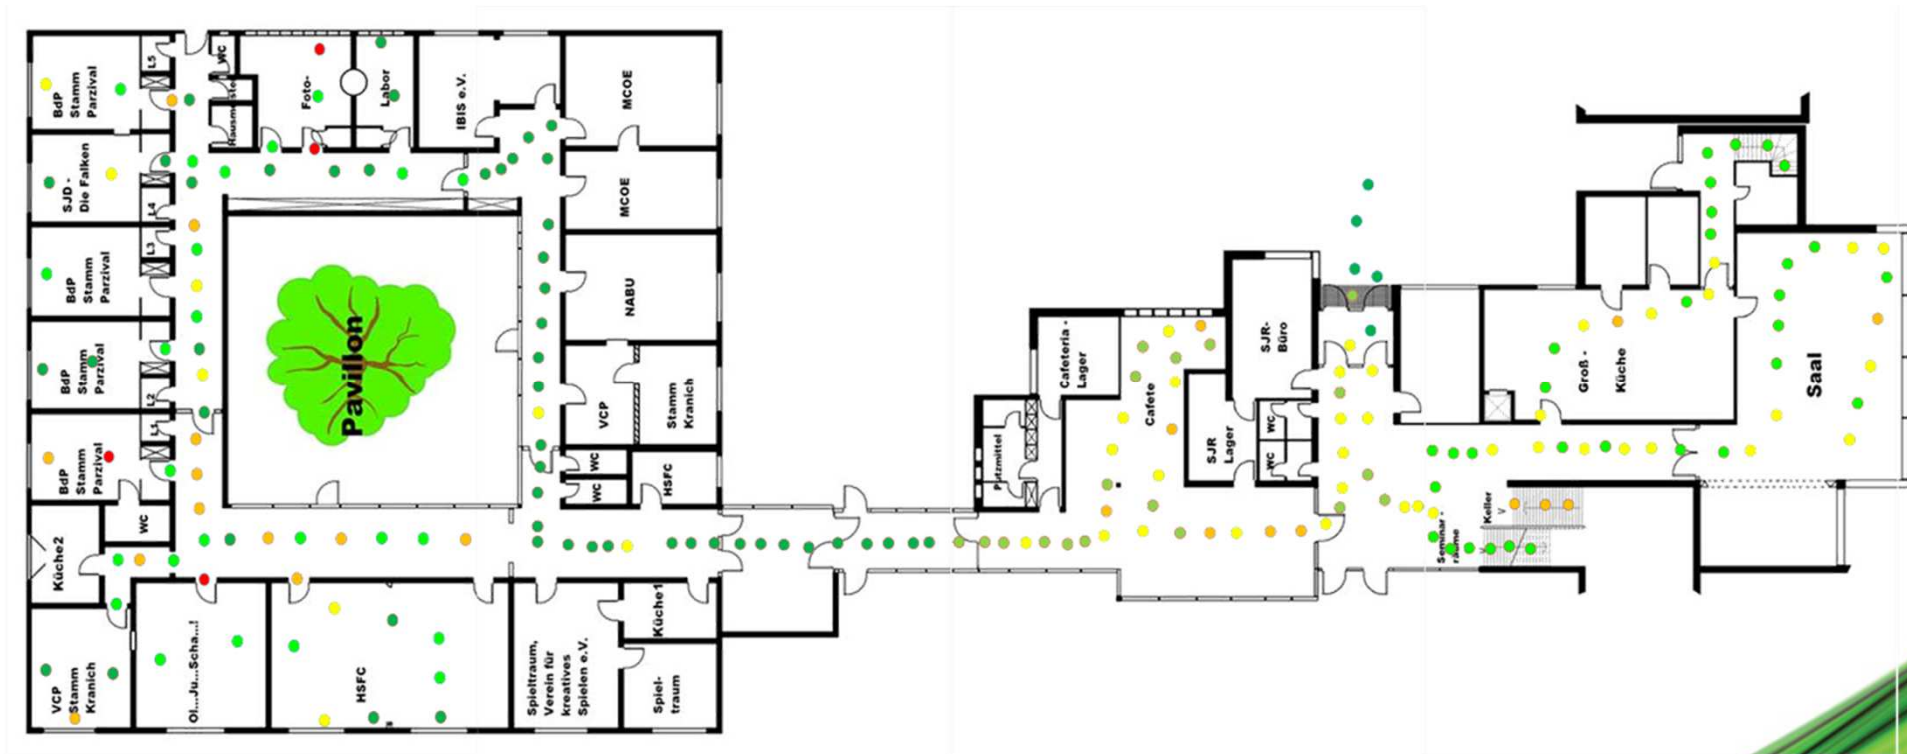 BdP
Stamm
Parzival
L5
WC
Hausmeister
Foto-
Labor
IBIS e.V.
MCOE
SJD -
Die Falken
L4
MCOE
BdP
Stamm
Parzival
L3
Pavillon
NABU
BdP
Stamm
Parzival
L2
VCP
Stamm
Kranich
BdP
Stamm
Parzival
L1
WC
WC
HSFC
Küche2
WC
VCP
Stamm
Kranich
Ol...Ju...Scha...!
HSFC
Spieltraum,
Verein für
kreatives
Spielen e.V.
Küche1
Spiel-
traum
Putzmittel
Cafeteria -
Lager
Cafete
SJR-
Büro
SJR
Lager
WC
WC
Groß -
Küche
Saal
Keller
V
Seminar -
räume
V